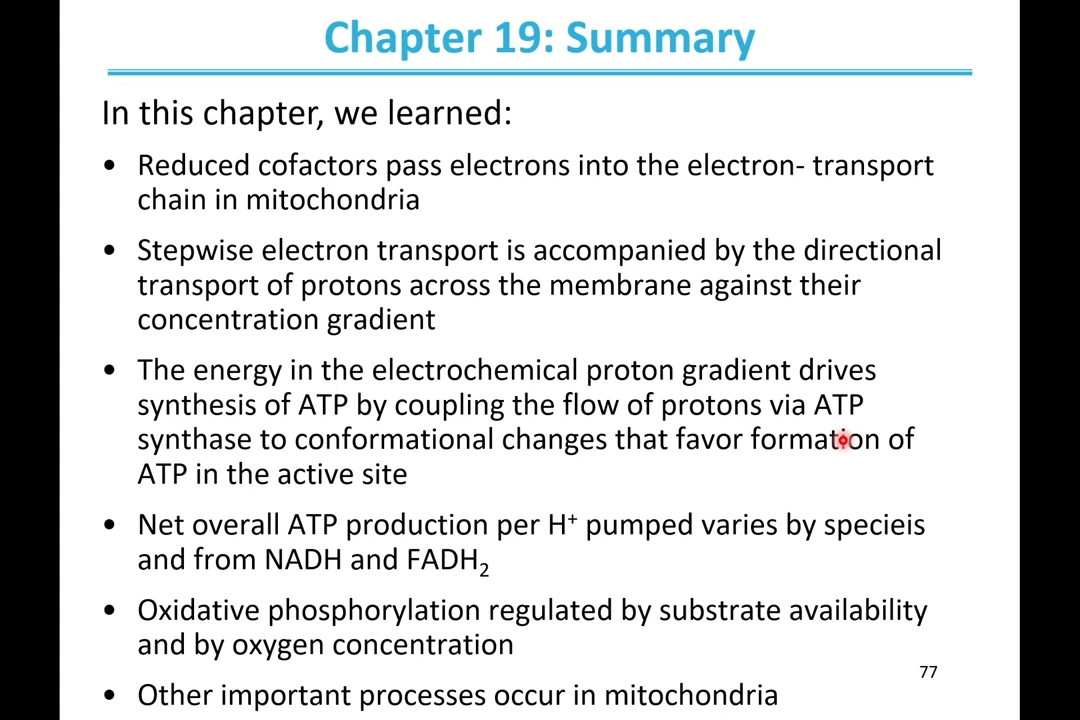 Chapter 19: Summary
In this chapter, we learned:
• Reduced cofactors pass electrons into the electron- transport
chain in mitochondria
• Stepwise electron transport is accompanied by the directional
transport of protons across the membrane against their
concentration gradient
• The energy in the electrochemical proton gradient drives
synthesis of ATP by coupling the flow of protons via ATP
synthase to conformational changes that favor formation of
ATP in the active site
• Net overall ATP production per H⁺ pumped varies by specieis
and from NADH and FADH₂
• Oxidative phosphorylation regulated by substrate availability
and by oxygen concentration
77
• Other important processes occur in mitochondria